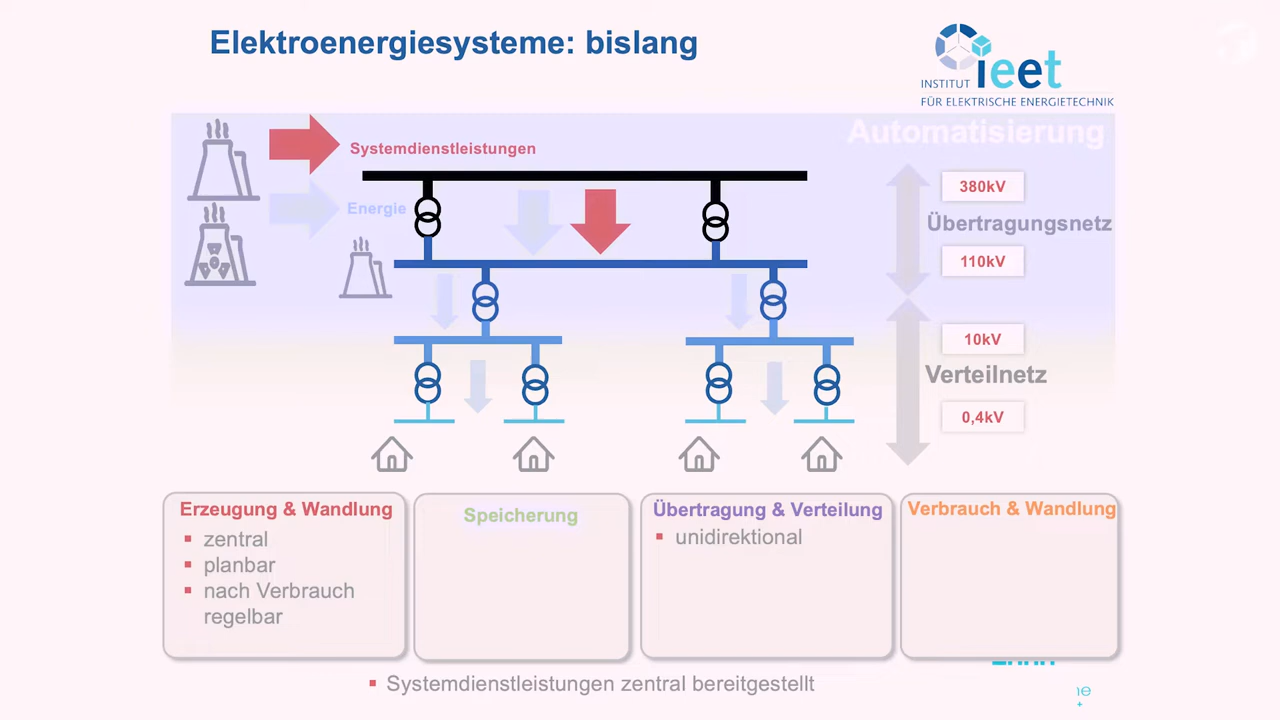 Elektroenergiesysteme: bislang
ieet
INSTITUT
FÜR ELEKTRISCHE ENERGIETECHNIK
Automatisierung
Systemdienstleistungen
Energie
380kV
Übertragungsnetz
110kV
10kV
Verteilnetz
0,4kV
Erzeugung & Wandlung
zentral
planbar
nach Verbrauch
regelbar
Speicherung
Übertragung & Verteilung
unidirektional
Verbrauch & Wandlung
Systemdienstleistungen zentral bereitgestellt